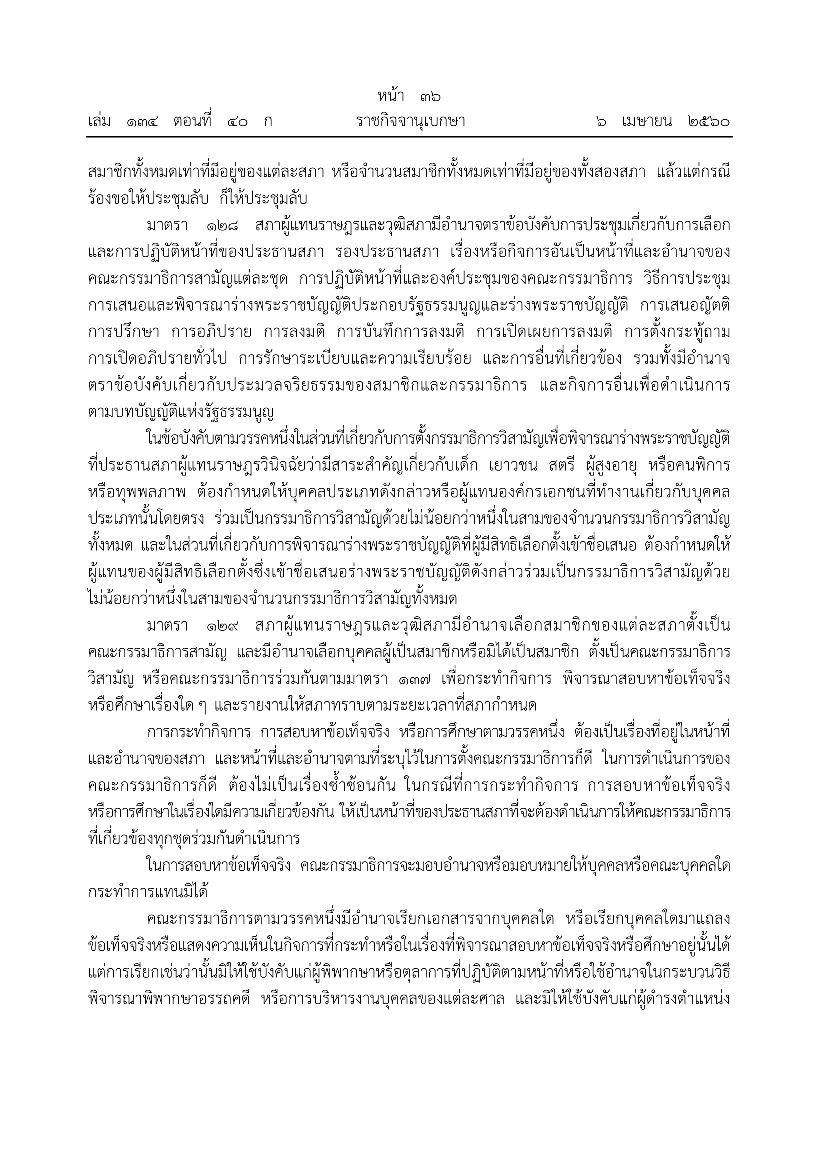 หน้า ๓๖
เล่ม ๑๓๔ ตอนที่ ๔๐ ก ราชกิจจานุเบกษา ๖ เมษายน ๒๕๖๐
สมาชิกทั้งหมดเท่าที่มีอยู่ของแต่ละสภา หรือจำนวนสมาชิกทั้งหมดเท่าที่มีอยู่ของทั้งสองสภา แล้วแต่กรณี
ร้องขอให้ประชุมลับ ก็ให้ประชุมลับ
มาตรา ๑๒๘ สภาผู้แทนราษฎรและวุฒิสภามีอำนาจตราข้อบังคับการประชุมเกี่ยวกับการเลือก
และการปฏิบัติหน้าที่ของประธานสภา รองประธานสภา เรื่องหรือกิจการอันเป็นหน้าที่และอำนาจของ
คณะกรรมาธิการสามัญแต่ละชุด การปฏิบัติหน้าที่และองค์ประชุมของคณะกรรมาธิการ วิธีการประชุม
การเสนอและพิจารณาร่างพระราชบัญญัติประกอบรัฐธรรมนูญและร่างพระราชบัญญัติ การเสนอญัตติ
การปรึกษา การอภิปราย การลงมติ การบันทึกการลงมติ การเปิดเผยการลงมติ การตั้งกระทู้ถาม
การเปิดอภิปรายทั่วไป การรักษาระเบียบและความเรียบร้อย และการอื่นที่เกี่ยวข้อง รวมทั้งมีอำนาจ
ตราข้อบังคับเกี่ยวกับประมวลจริยธรรมของสมาชิกและกรรมาธิการ และกิจการอื่นเพื่อดำเนินการ
ตามบทบัญญัติแห่งรัฐธรรมนูญ
ในข้อบังคับตามวรรคหนึ่งในส่วนที่เกี่ยวกับการตั้งกรรมาธิการวิสามัญเพื่อพิจารณาร่างพระราชบัญญัติ
ที่ประธานสภาผู้แทนราษฎรวินิจฉัยว่ามีสาระสำคัญเกี่ยวกับเด็ก เยาวชน สตรี ผู้สูงอายุ หรือคนพิการ
หรือทุพพลภาพ ต้องกำหนดให้บุคคลประเภทดังกล่าวหรือผู้แทนองค์กรเอกชนที่ทำงานเกี่ยวกับบุคคล
ประเภทนั้นโดยตรง ร่วมเป็นกรรมาธิการวิสามัญด้วยไม่น้อยกว่าหนึ่งในสามของจำนวนกรรมาธิการวิสามัญ
ทั้งหมด และในส่วนที่เกี่ยวกับการพิจารณาร่างพระราชบัญญัติที่ผู้มีสิทธิเลือกตั้งเข้าชื่อเสนอ ต้องกำหนดให้
ผู้แทนของผู้มีสิทธิเลือกตั้งซึ่งเข้าชื่อเสนอร่างพระราชบัญญัติดังกล่าวร่วมเป็นกรรมาธิการวิสามัญด้วย
ไม่น้อยกว่าหนึ่งในสามของจำนวนกรรมาธิการวิสามัญทั้งหมด
มาตรา ๑๒๙ สภาผู้แทนราษฎรและวุฒิสภามีอำนาจเลือกสมาชิกของแต่ละสภาตั้งเป็น
คณะกรรมาธิการสามัญ และมีอำนาจเลือกบุคคลผู้เป็นสมาชิกหรือมิได้เป็นสมาชิก ตั้งเป็นคณะกรรมาธิการ
วิสามัญ หรือคณะกรรมาธิการร่วมกันตามมาตรา ๑๓๗ เพื่อกระทำกิจการ พิจารณาสอบหาข้อเท็จจริง
หรือศึกษาเรื่องใด ๆ และรายงานให้สภาทราบตามระยะเวลาที่สภากำหนด
การกระทำกิจการ การสอบหาข้อเท็จจริง หรือการศึกษาตามวรรคหนึ่ง ต้องเป็นเรื่องที่อยู่ในหน้าที่
และอำนาจของสภา และหน้าที่และอำนาจตามที่ระบุไว้ในการตั้งคณะกรรมาธิการก็ดี ในการดำเนินการของ
คณะกรรมาธิการก็ดี ต้องไม่เป็นเรื่องซ้ำซ้อนกัน ในกรณีที่การกระทำกิจการ การสอบหาข้อเท็จจริง
หรือการศึกษาในเรื่องใดมีความเกี่ยวข้องกัน ให้เป็นหน้าที่ของประธานสภาที่จะต้องดำเนินการให้คณะกรรมาธิการ
ที่เกี่ยวข้องทุกชุดร่วมกันดำเนินการ
ในการสอบหาข้อเท็จจริง คณะกรรมาธิการจะมอบอำนาจหรือมอบหมายให้บุคคลหรือคณะบุคคลใด
กระทำการแทนมิได้
คณะกรรมาธิการตามวรรคหนึ่งมีอำนาจเรียกเอกสารจากบุคคลใด หรือเรียกบุคคลใดมาแถลง
ข้อเท็จจริงหรือแสดงความเห็นในกิจการที่กระทำหรือในเรื่องที่พิจารณาสอบหาข้อเท็จจริงหรือศึกษาอยู่นั้นได้
แต่การเรียกเช่นว่านั้นมิให้ใช้บังคับแก่ผู้พิพากษาหรือตุลาการที่ปฏิบัติตามหน้าที่หรือใช้อำนาจในกระบวนวิธี
พิจารณาพิพากษาอรรถคดี หรือการบริหารงานบุคคลของแต่ละศาล และมิให้ใช้บังคับแก่ผู้ดำรงตำแหน่ง